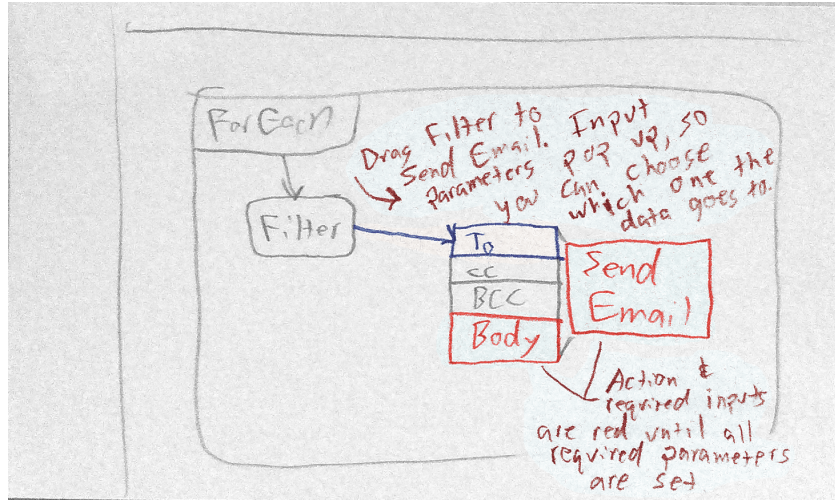 ForEach
Drag Filter to
Send Email. Input
Parameters pop up, so
you can choose
which one the
data goes to.
Filter
To
CC
BCC
Body
Send
Email
Action &
required inputs
are red until all
required parameters
are set